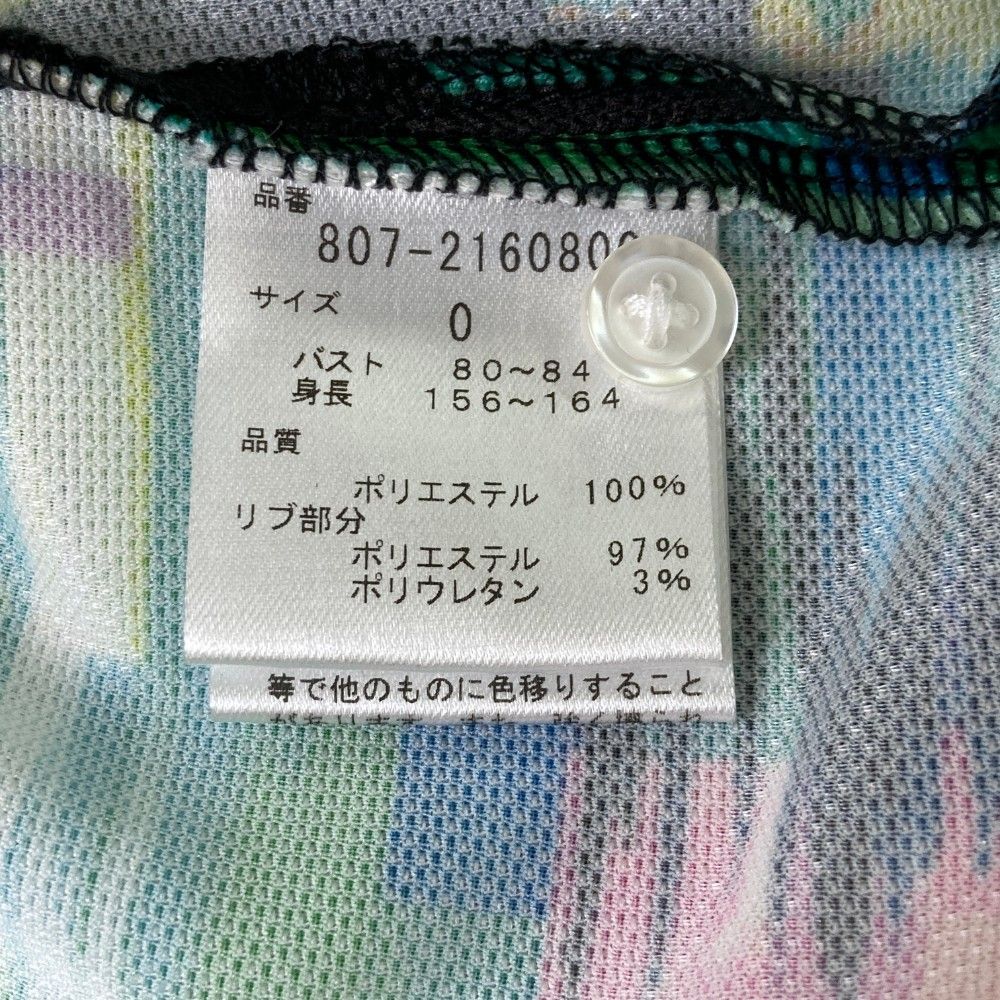 品番
807-2160800
サイズ
0
バスト 80～84
身長 156～164
品質
ポリエステル 100%
リブ部分
ポリエステル 97%
ポリウレタン 3%
等で他のものに色移りすること